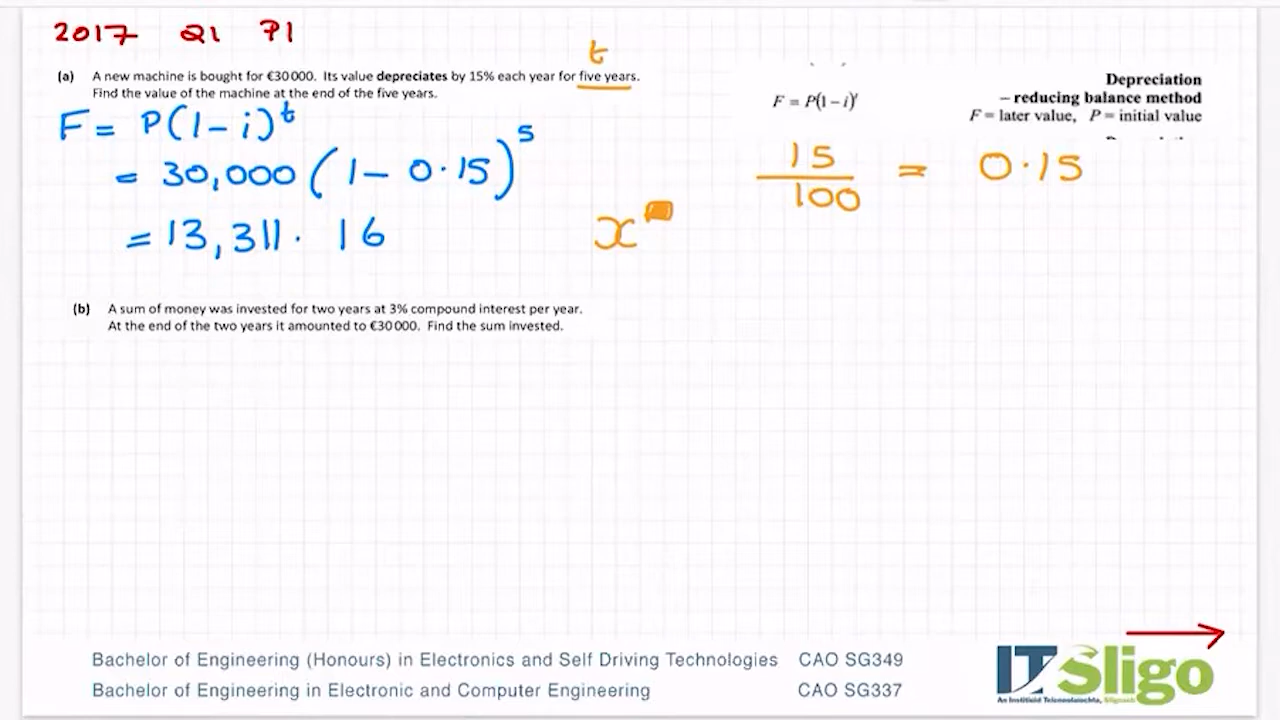 2017 Q1 P1
t
(a) A new machine is bought for €30 000. Its value depreciates by 15% each year for five years.
Find the value of the machine at the end of the five years.
F = P(1 – i)^t
Depreciation
– reducing balance method
F = later value, P = initial value
F = P(1 – i)^t
= 30,000 (1 – 0.15)^5
= 13,311. 16
15/100 = 0.15
x
(b) A sum of money was invested for two years at 3% compound interest per year.
At the end of the two years it amounted to €30 000. Find the sum invested.
Bachelor of Engineering (Honours) in Electronics and Self Driving Technologies CAO SG349
Bachelor of Engineering in Electronic and Computer Engineering CAO SG337
IT Sligo